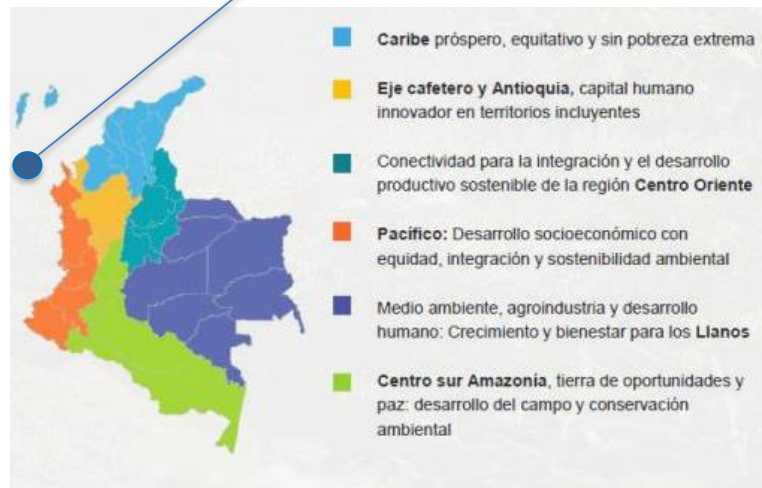 Caribe próspero, equitativo y sin pobreza extrema
Eje cafetero y Antioquia, capital humano
innovador en territorios incluyentes
Conectividad para la integración y el desarrollo
productivo sostenible de la región Centro Oriente
Pacífico: Desarrollo socioeconómico con
equidad, integración y sostenibilidad ambiental
Medio ambiente, agroindustria y desarrollo
humano: Crecimiento y bienestar para los Llanos
Centro sur Amazonía, tierra de oportunidades y
paz: desarrollo del campo y conservación
ambiental